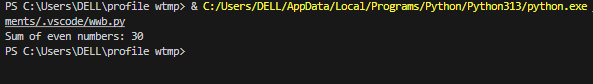 PS C:\Users\DELL\profile wtmp> & C:/Users/DELL/AppData/Local/Programs/Python/Python313/python.exe
ments/.vscode/wwb.py
Sum of even numbers: 30
PS C:\Users\DELL\profile wtmp>